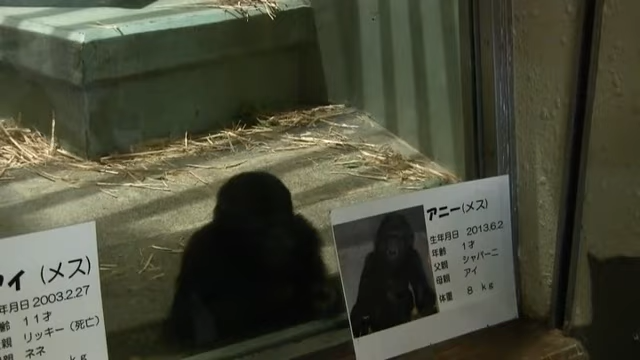 アイ (メス)
年月日 2003.2.27
齢 11才
親 リッキー (死亡)
親 ネネ
kg
アニー (メス)
生年月日 2013.6.2
年齢 1才
父親 シャバーニ
母親 アイ
体重 8. kg